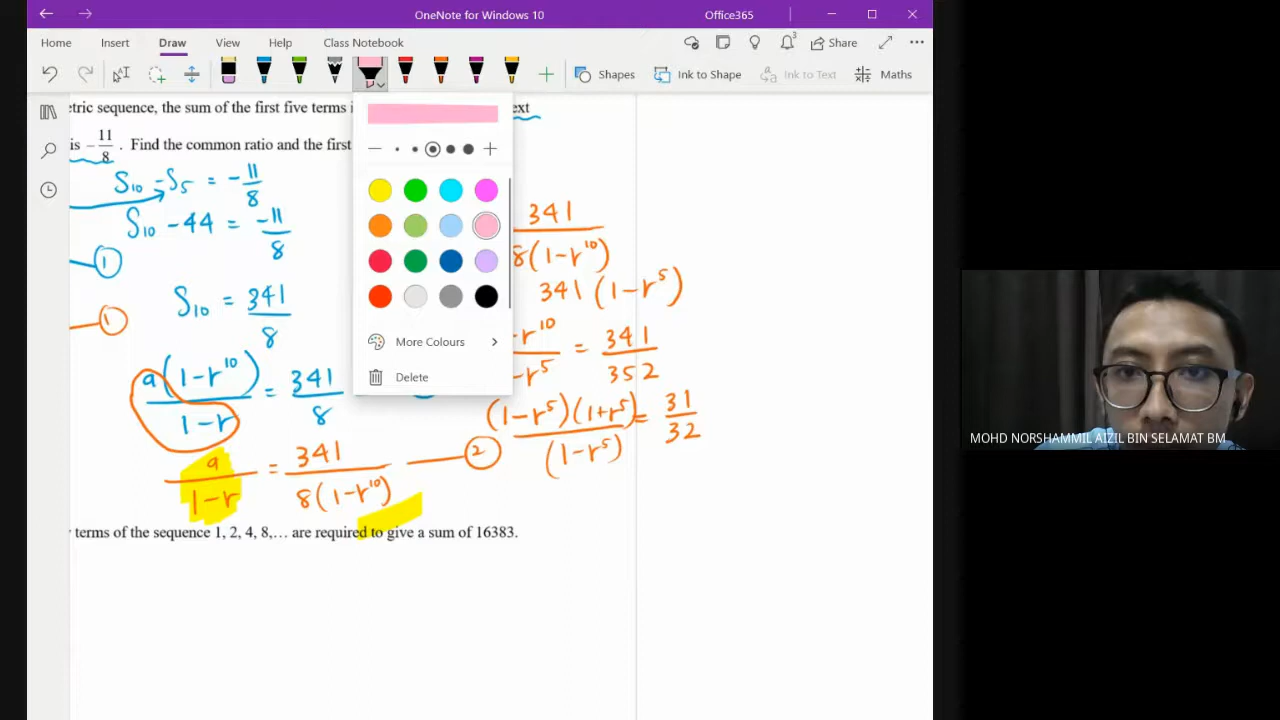 OneNote for Windows 10
Office365
Home Insert Draw View Help Class Notebook
3
Share
Shapes Ink to Shape Ink to Text Maths
tric sequence, the sum of the first five terms i
ext
is -11/8 . Find the common ratio and the first
S10 - S5 = -11/8
S10 - 44 = -11/8
1
S10 = 341/8
1
a(1-r^10)/1-r = 341/8
a/1-r = 341/8(1-r^10) 2
More Colours
Delete
341/8(1-r^10)
341 (1-r^5)
-r^10/-r^5 = 341/352
(1-r^5)(1+r^5)/(1-r^5) = 31/32
terms of the sequence 1, 2, 4, 8,… are required to give a sum of 16383.
MOHD NORSHAMMIL AIZIL BIN SELAMAT BM